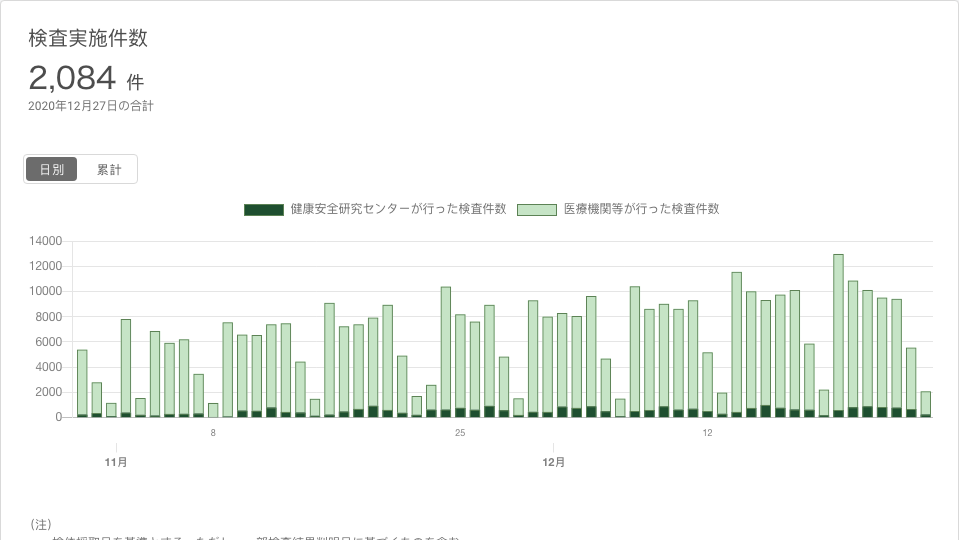 検査実施件数
2,084 件
2020年12月27日の合計
日別 累計
健康安全研究センターが行った検査件数 医療機関等が行った検査件数
14000
12000
10000
8000
6000
4000
2000
0
8 25 12
11月 12月
(注)